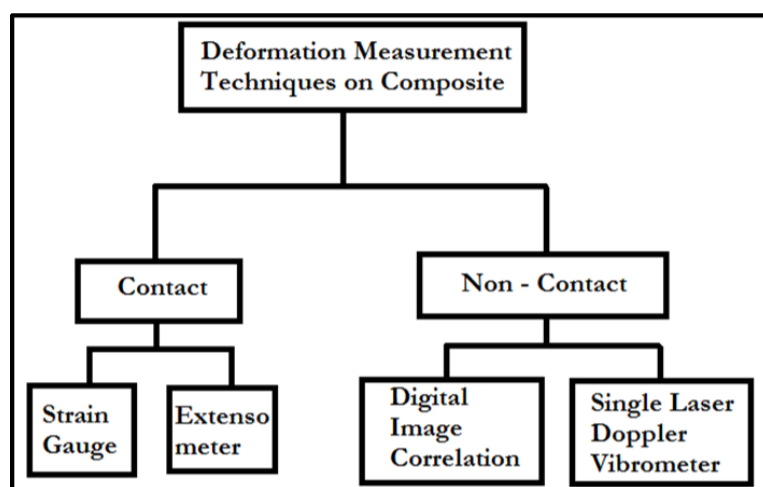 Deformation Measurement
Techniques on Composite
Contact
Non - Contact
Strain
Gauge
Extenso
meter
Digital
Image
Correlation
Single Laser
Doppler
Vibrometer